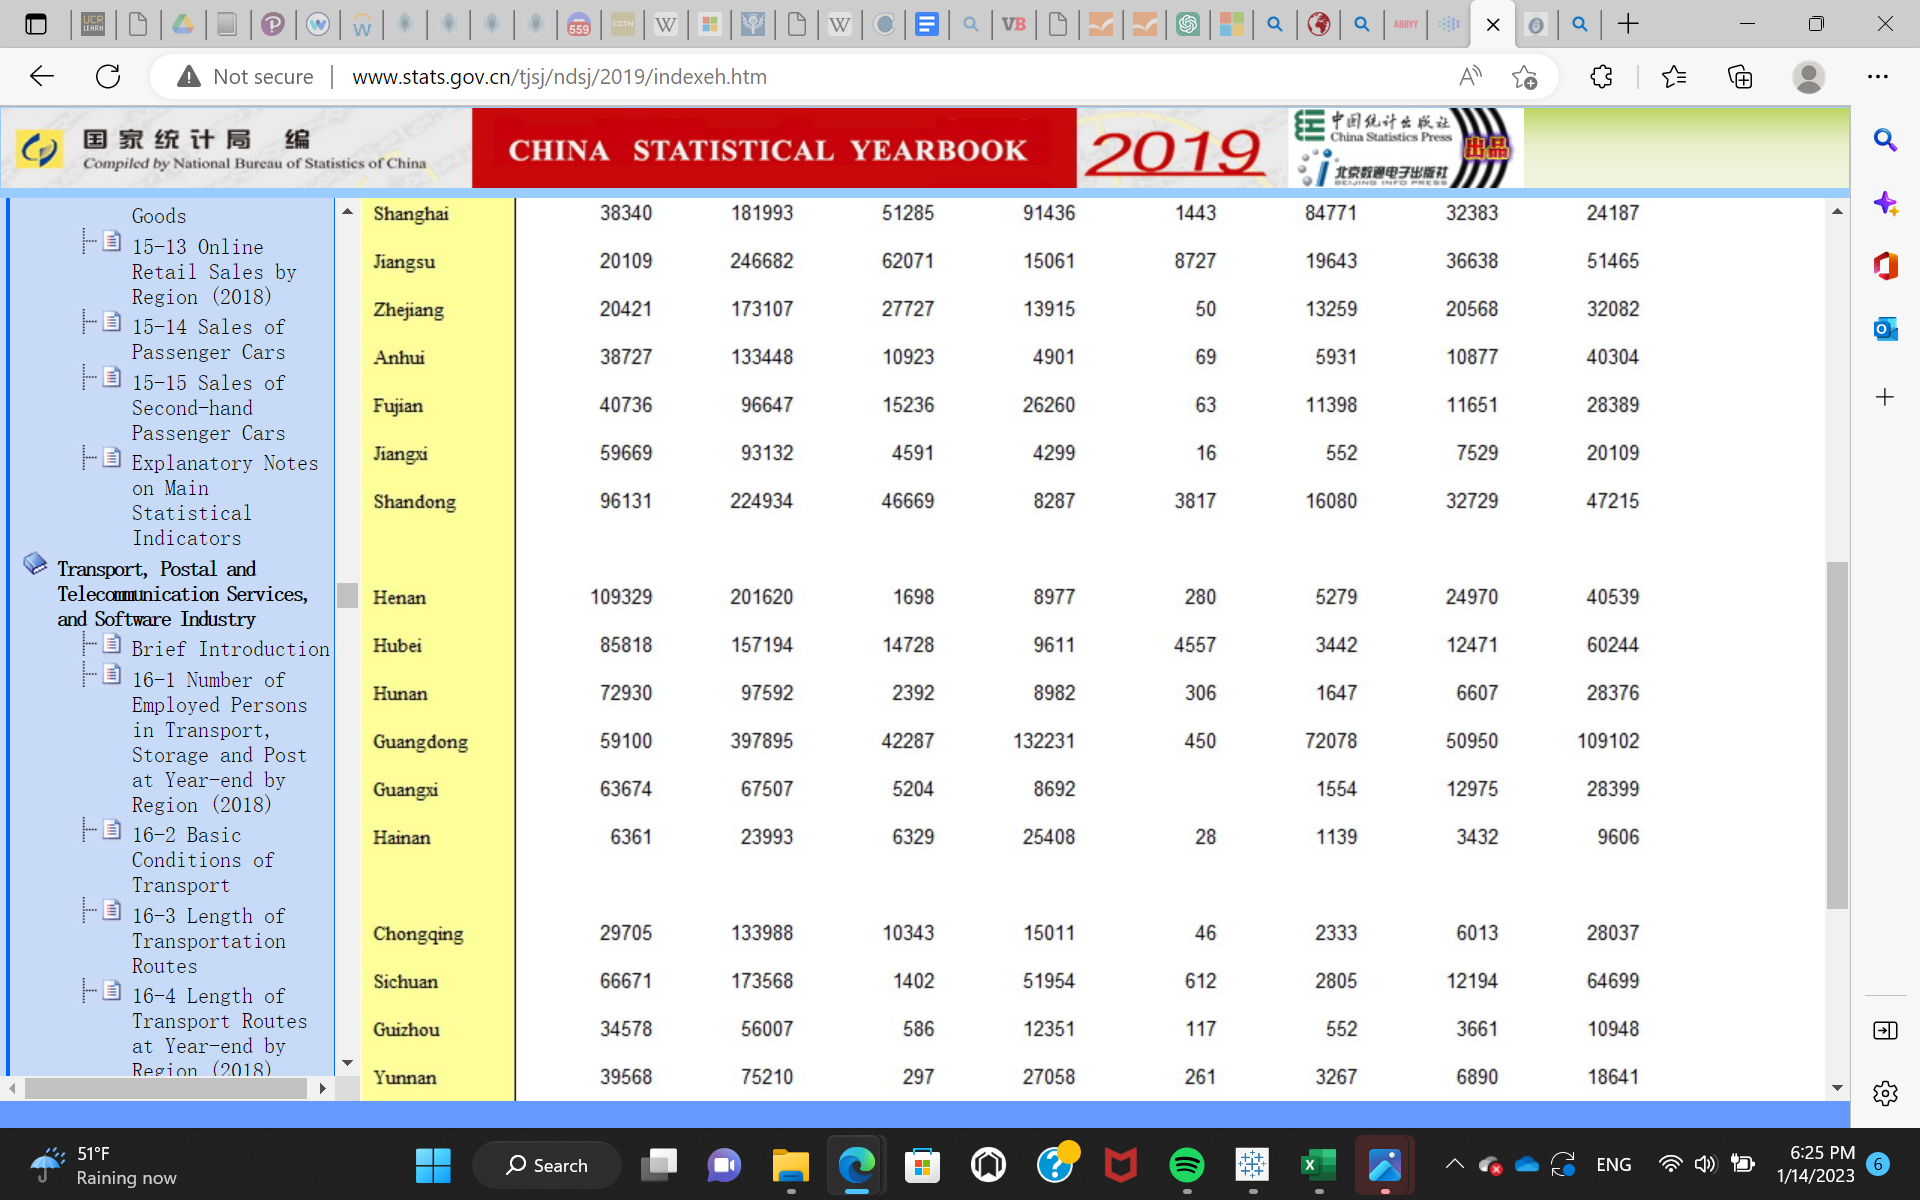 UCR
LEARN
559
CGTN
W
W
VB
ABBYY
Not secure
www.stats.gov.cn/tjsj/ndsj/2019/indexeh.htm
国家统计局 编
Compiled by National Bureau of Statistics of China
CHINA STATISTICAL YEARBOOK
2019
中国统计出版社
China Statistics Press
北京数通电子出版社
BEIJING INFO PRESS
出品
Goods
15-13 Online
Retail Sales by
Region (2018)
15-14 Sales of
Passenger Cars
15-15 Sales of
Second-hand
Passenger Cars
Explanatory Notes
on Main
Statistical
Indicators
Transport, Postal and
Telecommunication Services,
and Software Industry
Brief Introduction
16-1 Number of
Employed Persons
in Transport,
Storage and Post
at Year-end by
Region (2018)
16-2 Basic
Conditions of
Transport
16-3 Length of
Transportation
Routes
16-4 Length of
Transport Routes
at Year-end by
Region (2018)
Shanghai 38340 181993 51285 91436 1443 84771 32383 24187
Jiangsu 20109 246682 62071 15061 8727 19643 36638 51465
Zhejiang 20421 173107 27727 13915 50 13259 20568 32082
Anhui 38727 133448 10923 4901 69 5931 10877 40304
Fujian 40736 96647 15236 26260 63 11398 11651 28389
Jiangxi 59669 93132 4591 4299 16 552 7529 20109
Shandong 96131 224934 46669 8287 3817 16080 32729 47215
Henan 109329 201620 1698 8977 280 5279 24970 40539
Hubei 85818 157194 14728 9611 4557 3442 12471 60244
Hunan 72930 97592 2392 8982 306 1647 6607 28376
Guangdong 59100 397895 42287 132231 450 72078 50950 109102
Guangxi 63674 67507 5204 8692 1554 12975 28399
Hainan 6361 23993 6329 25408 28 1139 3432 9606
Chongqing 29705 133988 10343 15011 46 2333 6013 28037
Sichuan 66671 173568 1402 51954 612 2805 12194 64699
Guizhou 34578 56007 586 12351 117 552 3661 10948
Yunnan 39568 75210 297 27058 261 3267 6890 18641
51°F
Raining now
Search
ENG
6:25 PM
1/14/2023
6